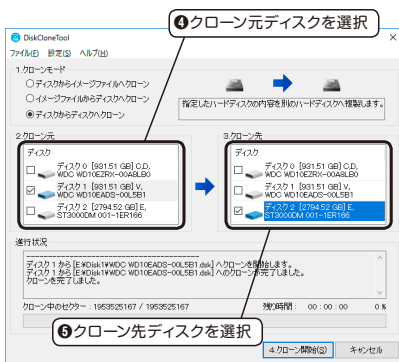 ❹クローン元ディスクを選択
DiskCloneTool
ファイル(F) 設定(S) ヘルプ(H)
1.クローンモード
ディスクからイメージファイルへクローン
イメージファイルからディスクへクローン
ディスクからディスクへクローン
指定したハードディスクの内容を別のハードディスクへ複製します。
2.クローン元
3.クローン先
ディスク
ディスク 0 [931.51 GB] C,D,
WDC WD10EZRX-00A8LB0
ディスク 1 [931.51 GB] V,
WDC WD10EADS-00L5B1
ディスク 2 [2794.52 GB] E,
ST3000DM 001-1ER166
ディスク
ディスク 0 [931.51 GB] C,D,
WDC WD10EZRX-00A8LB0
ディスク 1 [931.51 GB] V,
WDC WD10EADS-00L5B1
ディスク 2 [2794.52 GB] E,
ST3000DM 001-1ER166
進行状況
ディスク 1 から [E:¥Disk1¥WDC WD10EADS-00L5B1.dsk] へクローンを開始します。
ディスク 1 から [E:¥Disk1¥WDC WD10EADS-00L5B1.dsk] へのクローンが完了しました。
クローンを完了しました。
クローン中のセクター : 1953525167 / 1953525167
残り時間 : 00 : 00 : 00
0 %
❺クローン先ディスクを選択
4.クローン開始(S)
キャンセル